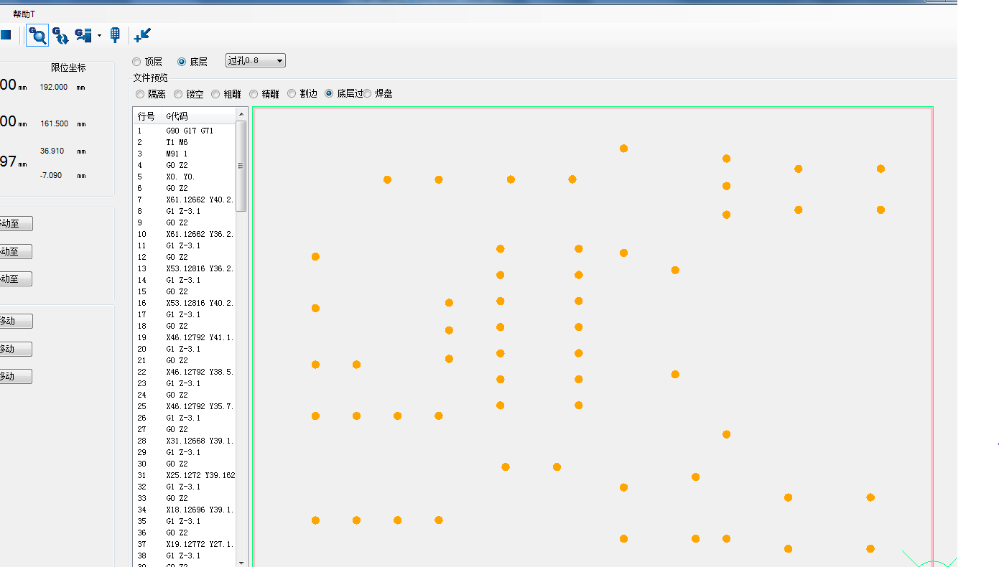 帮助T
顶层 底层 过孔0.8
限位坐标
文件预览
00 mm 192.000 mm
隔离 镂空 粗雕 精雕 割边 底层过 焊盘
00 mm 161.500 mm
36.910 mm
97 mm
-7.090 mm
动至
动至
动至
移动
移动
移动
行号 G代码
1 G90 G17 G71
2 T1 M6
3 M91 1
4 G0 Z2
5 X0. Y0.
6 G0 Z2
7 X61.12662 Y40.2.
8 G1 Z-3.1
9 G0 Z2
10 X61.12662 Y36.2.
11 G1 Z-3.1
12 G0 Z2
13 X53.12816 Y36.2.
14 G1 Z-3.1
15 G0 Z2
16 X53.12816 Y40.2.
17 G1 Z-3.1
18 G0 Z2
19 X46.12792 Y41.1.
20 G1 Z-3.1
21 G0 Z2
22 X46.12792 Y38.5.
23 G1 Z-3.1
24 G0 Z2
25 X46.12792 Y35.7.
26 G1 Z-3.1
27 G0 Z2
28 X31.12668 Y39.1.
29 G1 Z-3.1
30 G0 Z2
31 X25.1272 Y39.162
32 G1 Z-3.1
33 G0 Z2
34 X18.12696 Y39.1.
35 G1 Z-3.1
36 G0 Z2
37 X19.12772 Y27.1.
38 G1 Z-3.1
39 G0 Z2